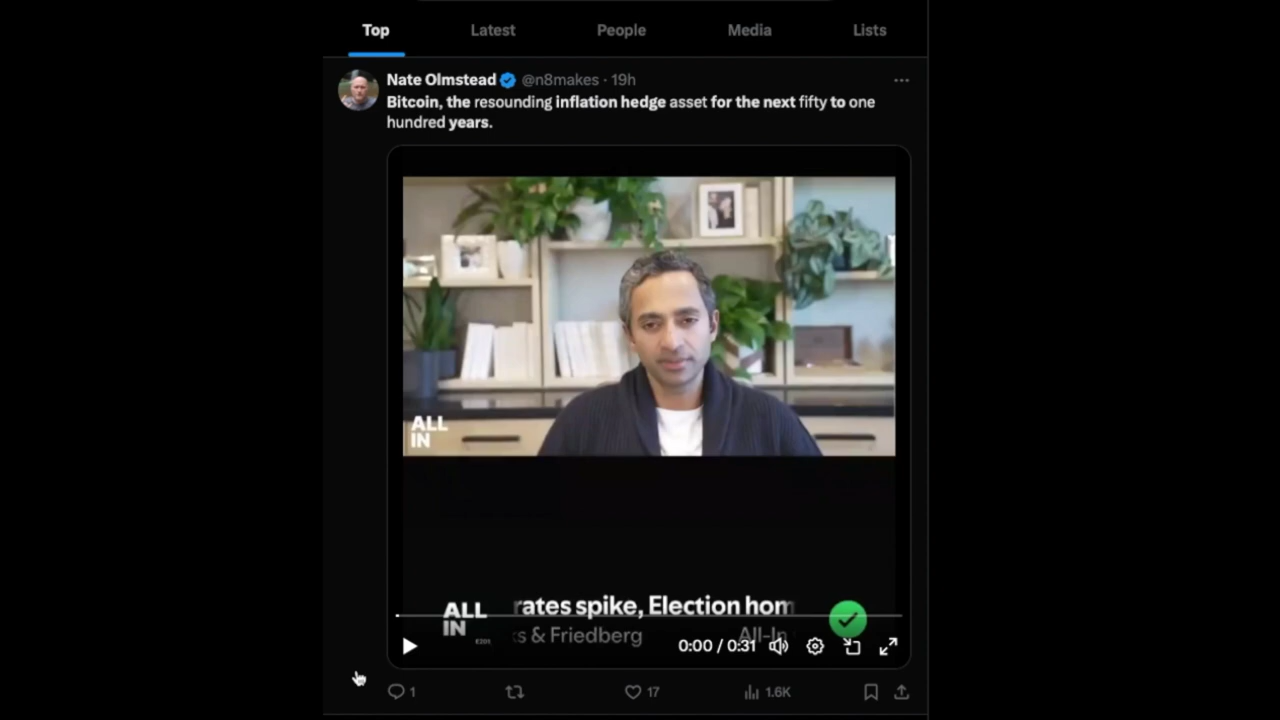 Top Latest People Media Lists
Nate Olmstead @n8makes · 19h
Bitcoin, the resounding inflation hedge asset for the next fifty to one
hundred years.
ALL
IN
ALL
IN
rates spike, Election hom
s & Friedberg All-In
0:00 / 0:31
1 17 1.6K